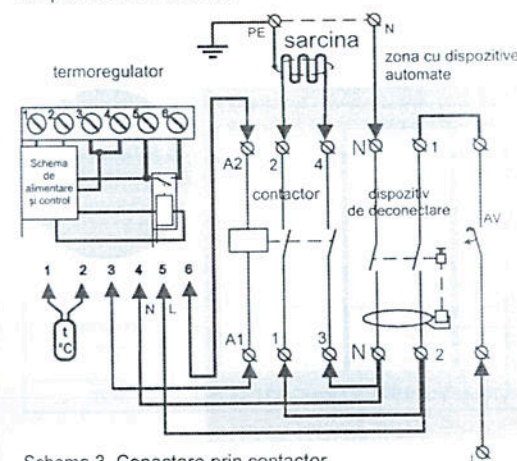 PE
N
sarcina
zona cu dispozitive
automate
termoregulator
1 2 3 4 5 6
Schema
de
alimentare
și control
A2
2
4
N
1
contactor
dispozitiv
de deconectare
AV
1 2 3 4 5 6
N
L
t
°C
A1
1
3
N
2
L
Schema 3. Conectare prin contactor